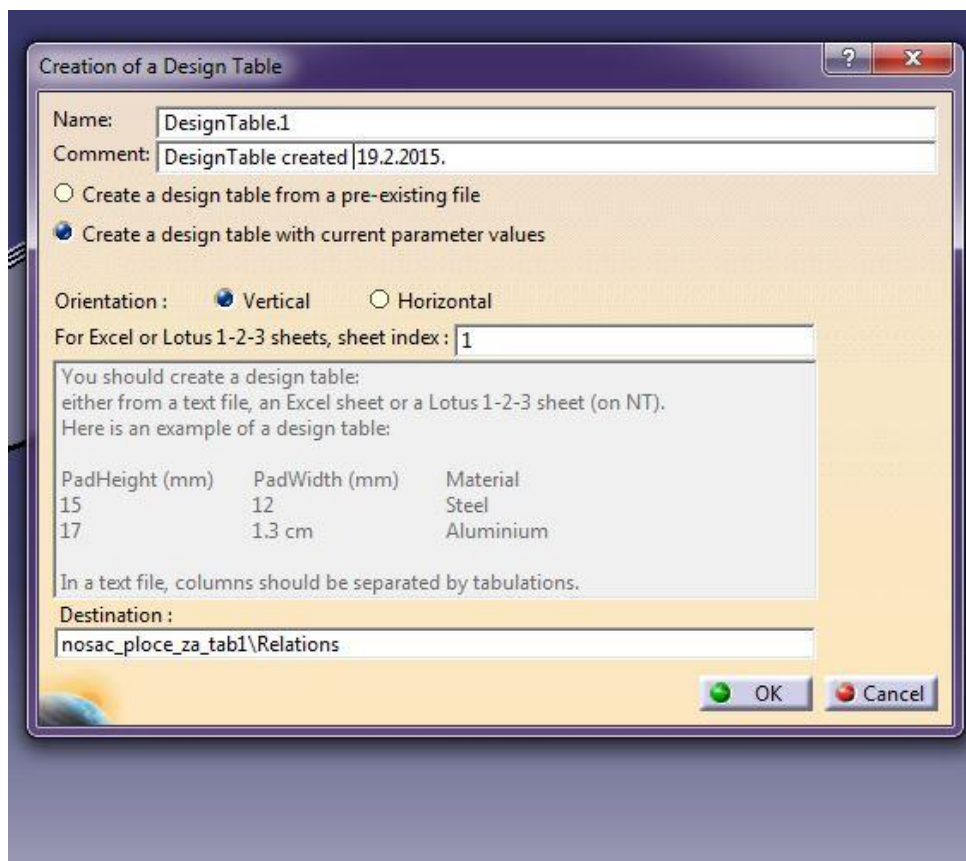 Creation of a Design Table
?
X
Name: DesignTable.1
Comment: DesignTable created 19.2.2015.
Create a design table from a pre-existing file
Create a design table with current parameter values
Orientation : Vertical Horizontal
For Excel or Lotus 1-2-3 sheets, sheet index : 1
You should create a design table:
either from a text file, an Excel sheet or a Lotus 1-2-3 sheet (on NT).
Here is an example of a design table:
PadHeight (mm) PadWidth (mm) Material
15 12 Steel
17 1.3 cm Aluminium
In a text file, columns should be separated by tabulations.
Destination :
nosac_ploce_za_tab1\Relations
OK Cancel